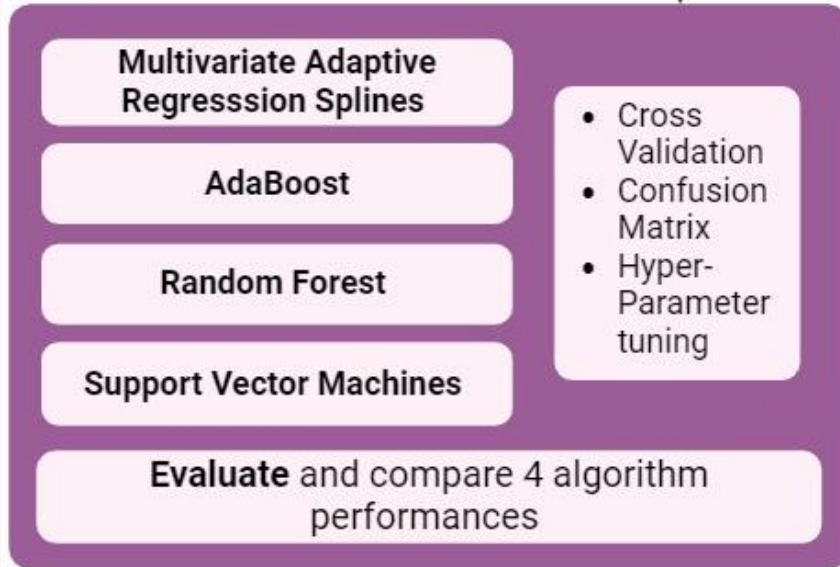 Multivariate Adaptive
Regresssion Splines
AdaBoost
Random Forest
Support Vector Machines
• Cross
Validation
• Confusion
Matrix
• Hyper-
Parameter
tuning
Evaluate and compare 4 algorithm
performances